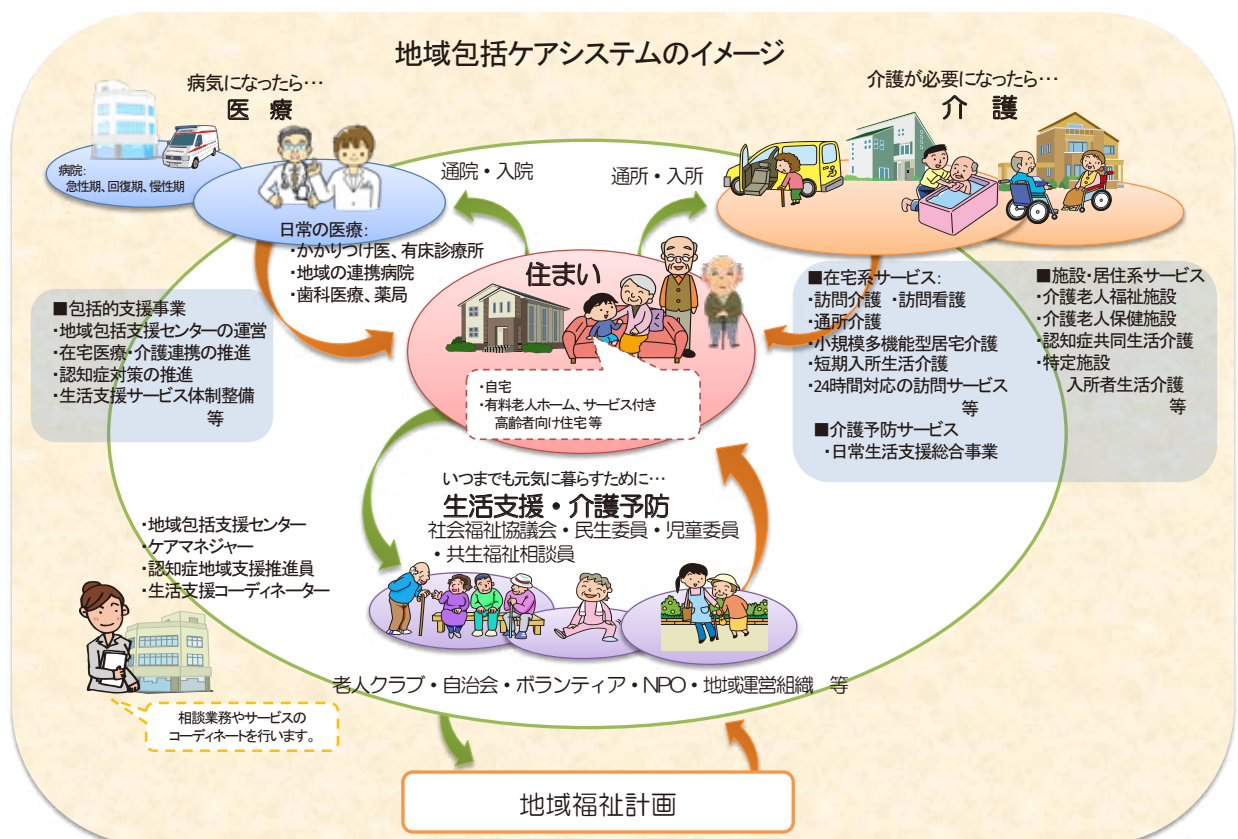 地域包括ケアシステムのイメージ
病気になったら…
医 療
病院:
急性期、回復期、慢性期
日常の医療:
・かかりつけ医、有床診療所
・地域の連携病院
・歯科医療、薬局
通院・入院
通所・入所
介護が必要になったら…
介 護
住まい
・自宅
・有料老人ホーム、サービス付き
高齢者向け住宅 等
■包括的支援事業
・地域包括支援センターの運営
・在宅医療・介護連携の推進
・認知症対策の推進
・生活支援サービス体制整備
等
■在宅系サービス:
・訪問介護 ・訪問看護
・通所介護
・小規模多機能型居宅介護
・短期入所生活介護
・24時間対応の訪問サービス
等
■介護予防サービス
・日常生活支援総合事業
■施設・居住系サービス
・介護老人福祉施設
・介護老人保健施設
・認知症共同生活介護
・特定施設
入所者生活介護
等
いつまでも元気に暮らすために…
生活支援・介護予防
社会福祉協議会・民生委員・児童委員
・共生福祉相談員
・地域包括支援センター
・ケアマネジャー
・認知症地域支援推進員
・生活支援コーディネーター
相談業務やサービスの
コーディネートを行います。
老人クラブ・自治会・ボランティア・NPO・地域運営組織 等
地域福祉計画